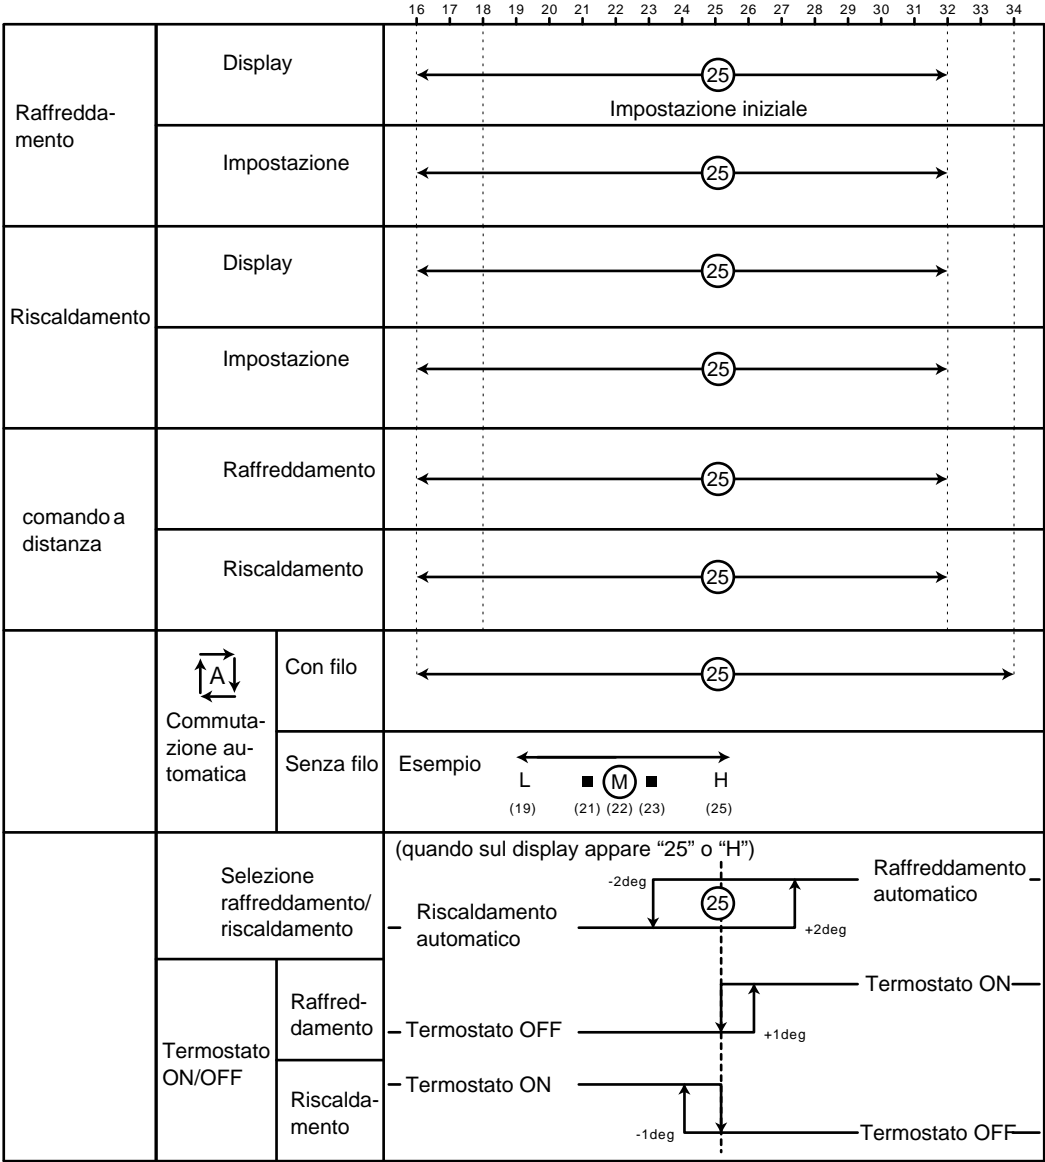 16 17 18 19 20 21 22 23 24 25 26 27 28 29 30 31 32 33 34
Raffredda-
mento
Display
25
Impostazione iniziale
Impostazione
25
Riscaldamento
Display
25
Impostazione
25
comando a
distanza
Raffreddamento
25
Riscaldamento
25
A
Commuta-
zione au-
tomatica
Con filo
25
Senza filo
Esempio
L M H
(19) (21) (22) (23) (25)
Selezione
raffreddamento/
riscaldamento
(quando sul display appare “25” o “H”)
-2deg
25
Raffreddamento
automatico
Riscaldamento
automatico
+2deg
Termostato
ON/OFF
Raffred-
damento
Termostato ON
Termostato OFF
+1deg
Riscalda-
mento
Termostato ON
-1deg
Termostato OFF